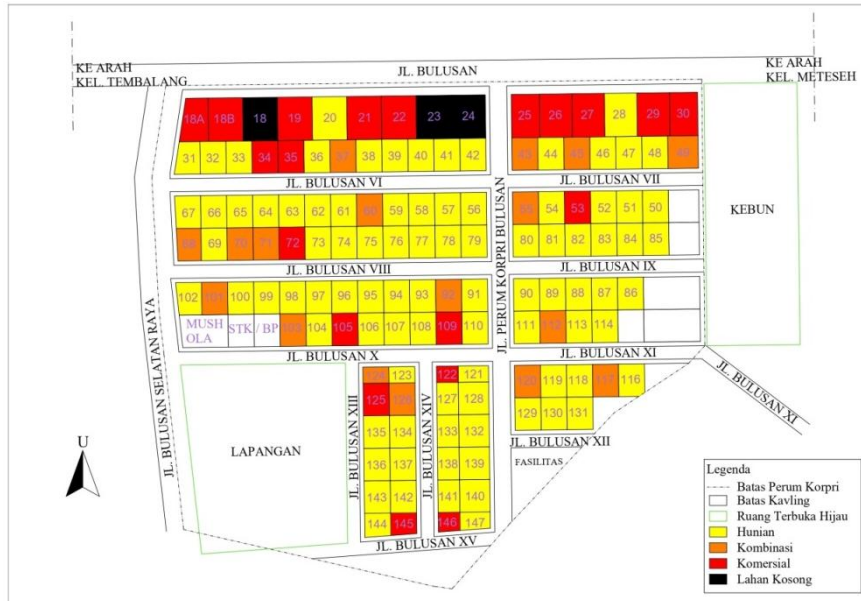 KE ARAH
KEL. TEMBALANG
JL. BULUSAN
KE ARAH
KEL. METESEH
18A 18B 18 19 20 21 22 23 24 25 26 27 28 29 30
31 32 33 34 35 36 37 38 39 40 41 42 43 44 45 46 47 48 49
JL. BULUSAN VI
JL. BULUSAN VII
67 66 65 64 63 62 61 60 59 58 57 56 55 54 53 52 51 50
68 69 70 71 72 73 74 75 76 77 78 79 80 81 82 83 84 85
JL. BULUSAN VIII
JL. BULUSAN IX
102 101 100 99 98 97 96 95 94 93 92 91 90 89 88 87 86
MUSH
OLA
STK / BP
103 104 105 106 107 108 109 110 111 112 113 114
JL. BULUSAN X
JL. BULUSAN XI
JL. BULUSAN XI
JL. PERUM KORPRI BULUSAN
JL. BULUSAN SELATAN RAYA
KEBUN
123 122 121 120 119 118 117 116
125 127 128 129 130 131
135 134 133 132
136 137 138 139
143 142 141 140
144 145 146 147
JL. BULUSAN XIII
JL. BULUSAN XIV
JL. BULUSAN XII
JL. BULUSAN XV
LAPANGAN
FASILITAS
U
Legenda
Batas Perum Korpri
Batas Kavling
Ruang Terbuka Hijau
Hunian
Kombinasi
Komersial
Lahan Kosong